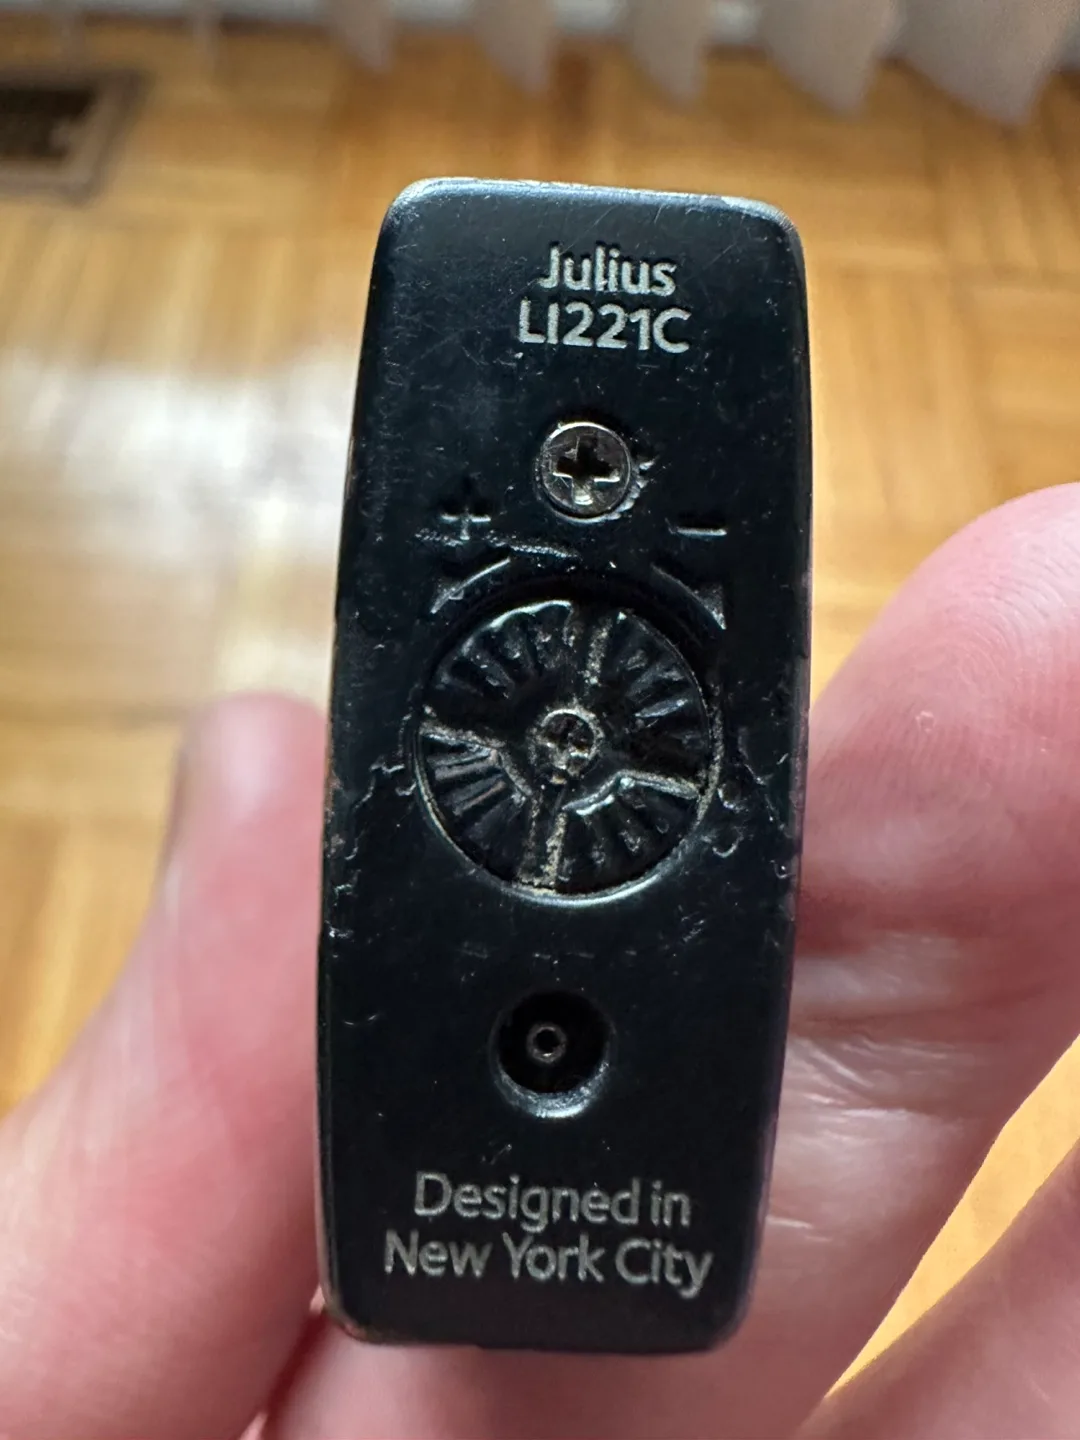 Julius
LI221C
+ -
Designed in
New York City